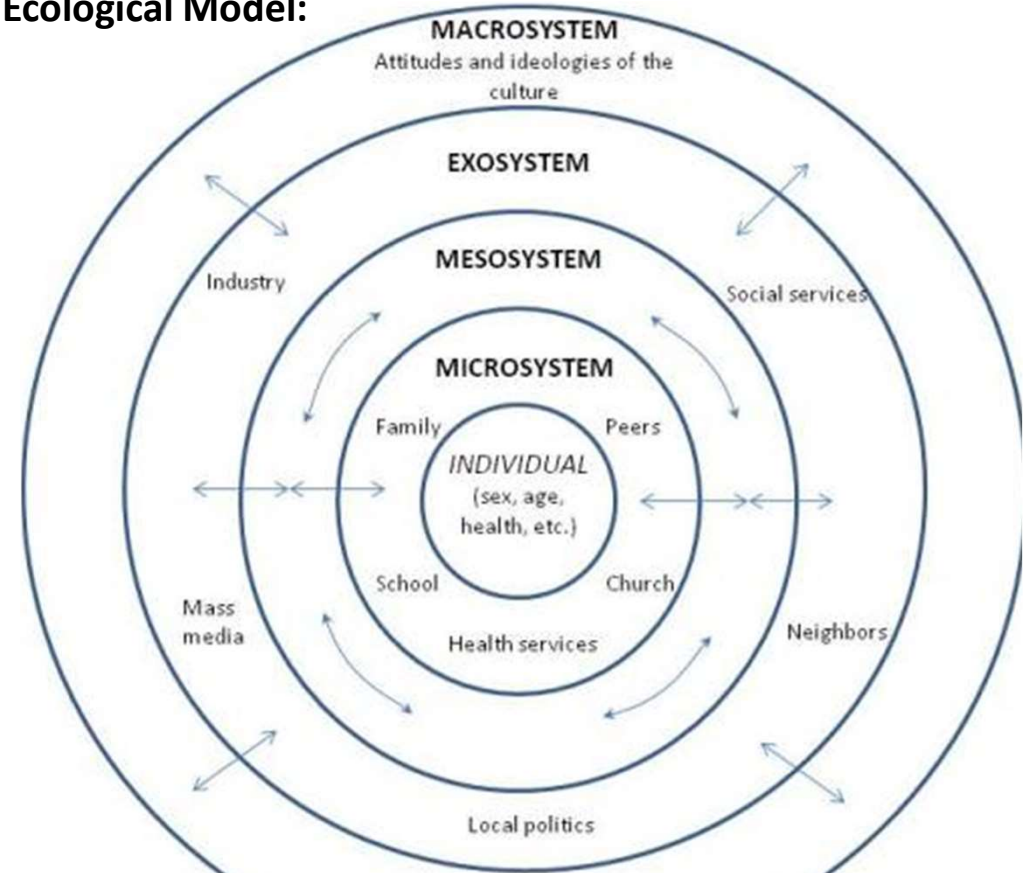 Ecological Model:
MACROSYSTEM
Attitudes and ideologies of the
culture
EXOSYSTEM
MESOSYSTEM
Industry
Social services
MICROSYSTEM
Family
Peers
INDIVIDUAL
(sex, age,
health, etc.)
School
Church
Mass
media
Neighbors
Health services
Local politics